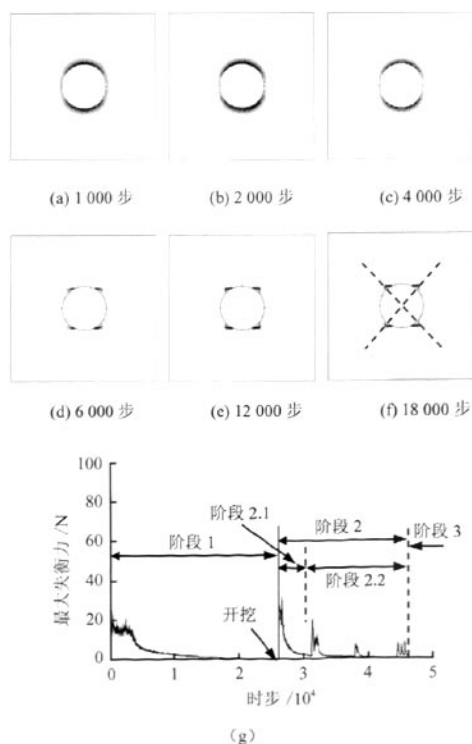 (a) 1 000 步
(b) 2 000 步
(c) 4 000 步
(d) 6 000 步
(e) 12 000 步
(f) 18 000 步
100
80
60
40
20
0
最大失衡力 /N
阶段 1
阶段 2.1
阶段 2
阶段 3
阶段 2.2
开挖
0
1
2
3
4
5
时步 /10⁴
(g)